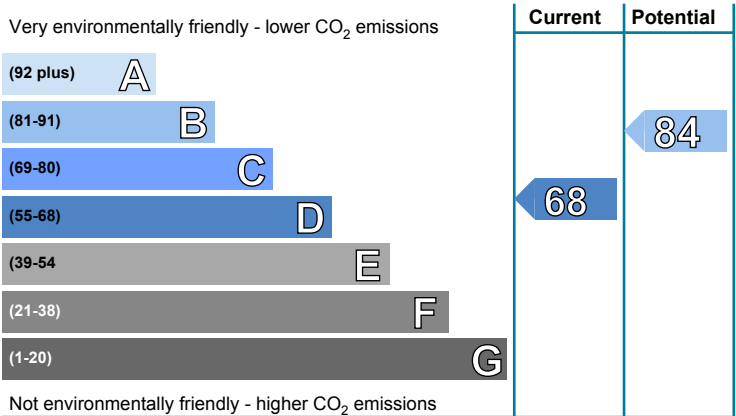 Very environmentally friendly - lower CO2 emissions
Current
Potential
(92 plus) A
(81-91) B
(69-80) C
(55-68) D
(39-54 E
(21-38) F
(1-20) G
68
84
Not environmentally friendly - higher CO2 emissions